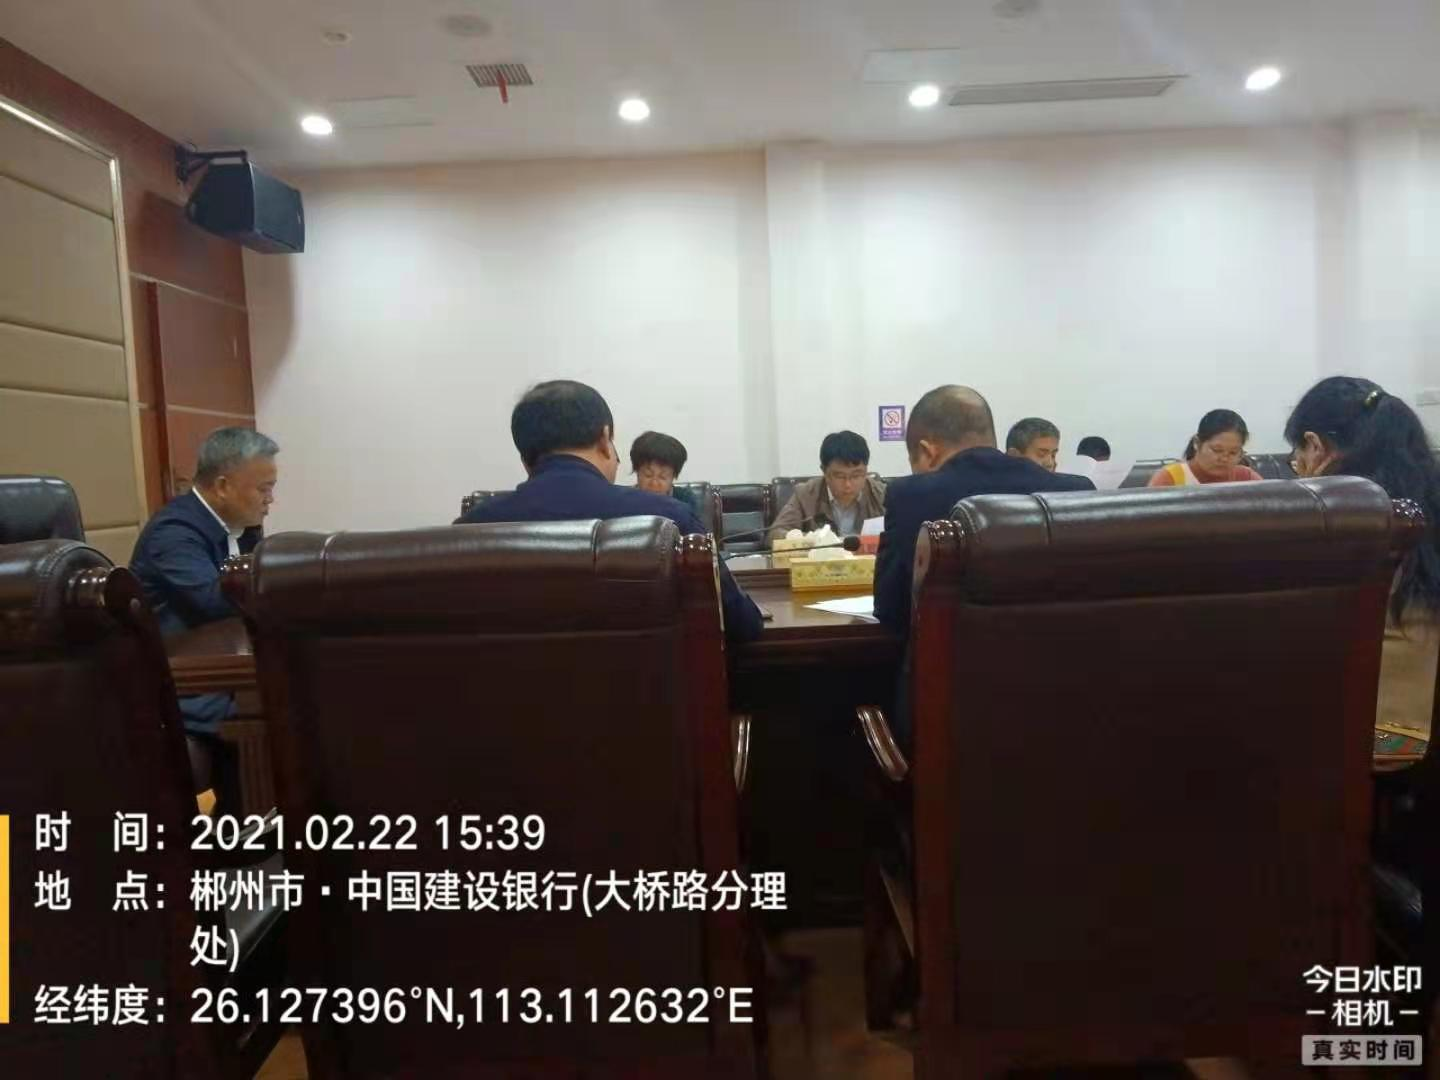 时 间：2021.02.22 15:39
地 点：郴州市·中国建设银行(大桥路分理
处)
经纬度：26.127396°N,113.112632°E
今日水印
-相机-
真实时间